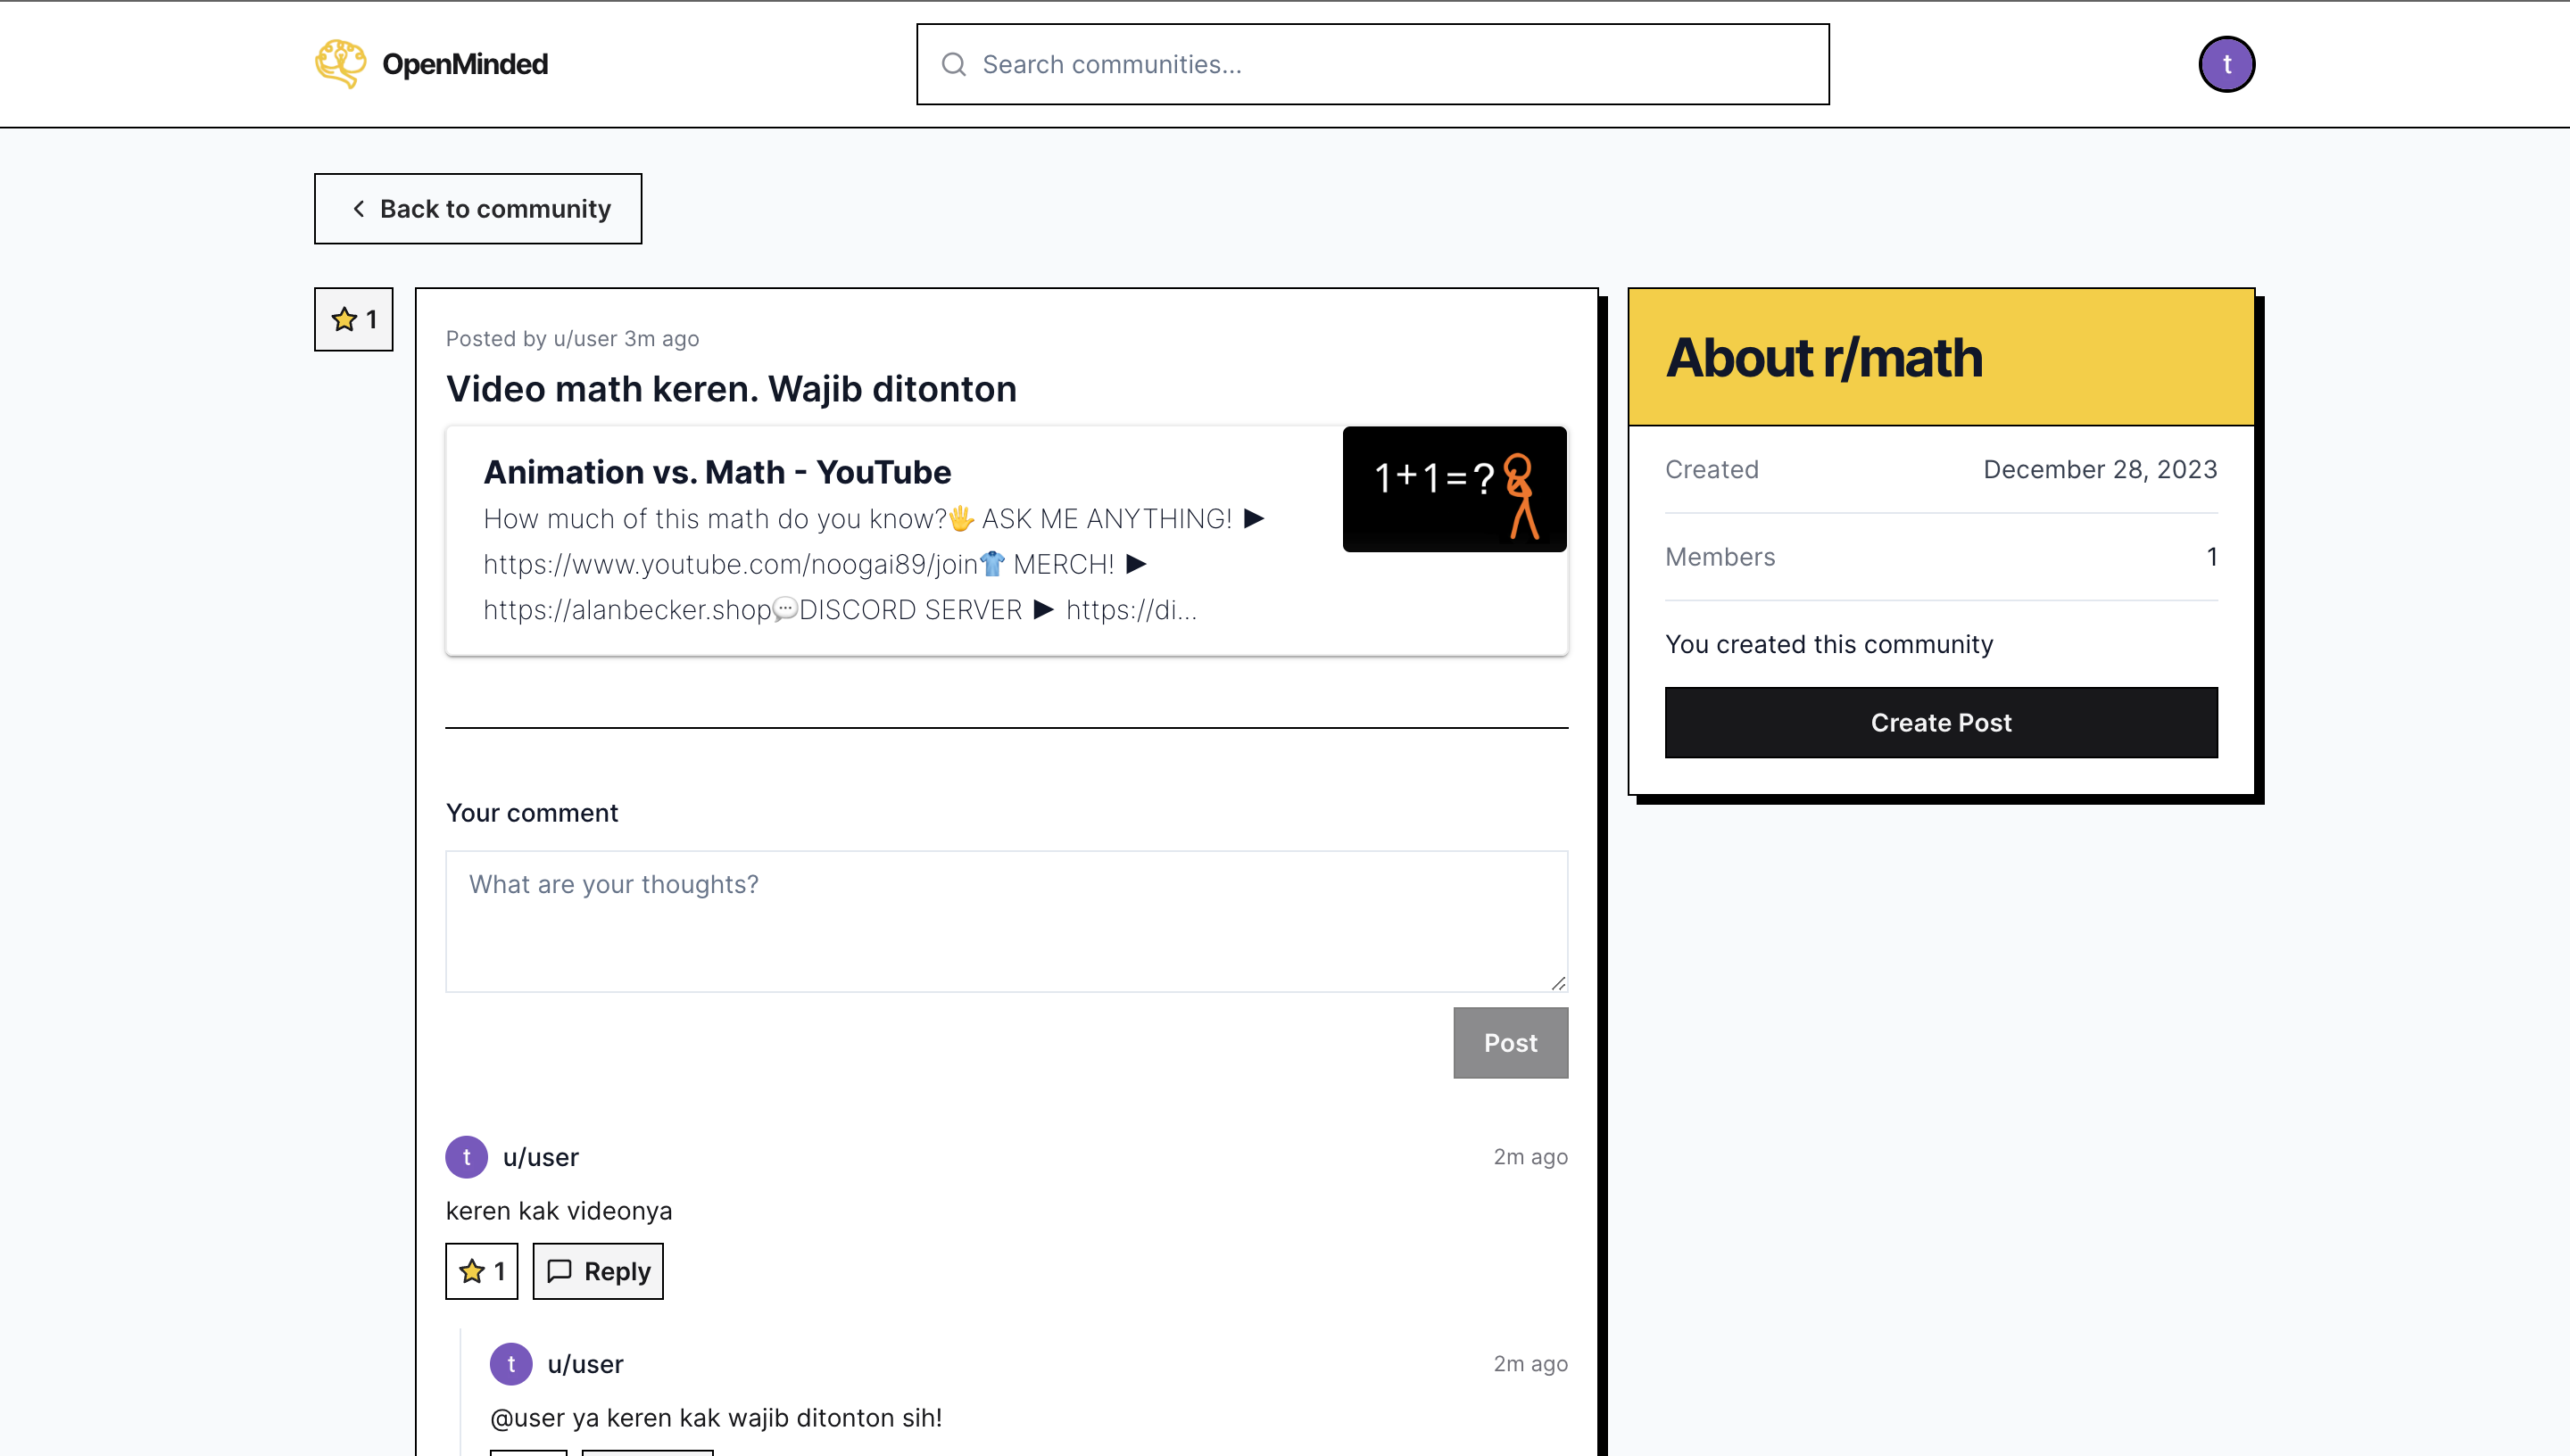 OpenMinded
Search communities...
t
Back to community
1
Posted by u/user 3m ago
Video math keren. Wajib ditonton
Animation vs. Math - YouTube
How much of this math do you know?🖐 ASK ME ANYTHING! ►
https://www.youtube.com/noogai89/join👕 MERCH! ►
https://alanbecker.shop💬DISCORD SERVER ► https://di...
1+1=?
Your comment
What are your thoughts?
Post
t u/user 2m ago
keren kak videonya
1 Reply
t u/user 2m ago
@user ya keren kak wajib ditonton sih!
About r/math
Created December 28, 2023
Members 1
You created this community
Create Post